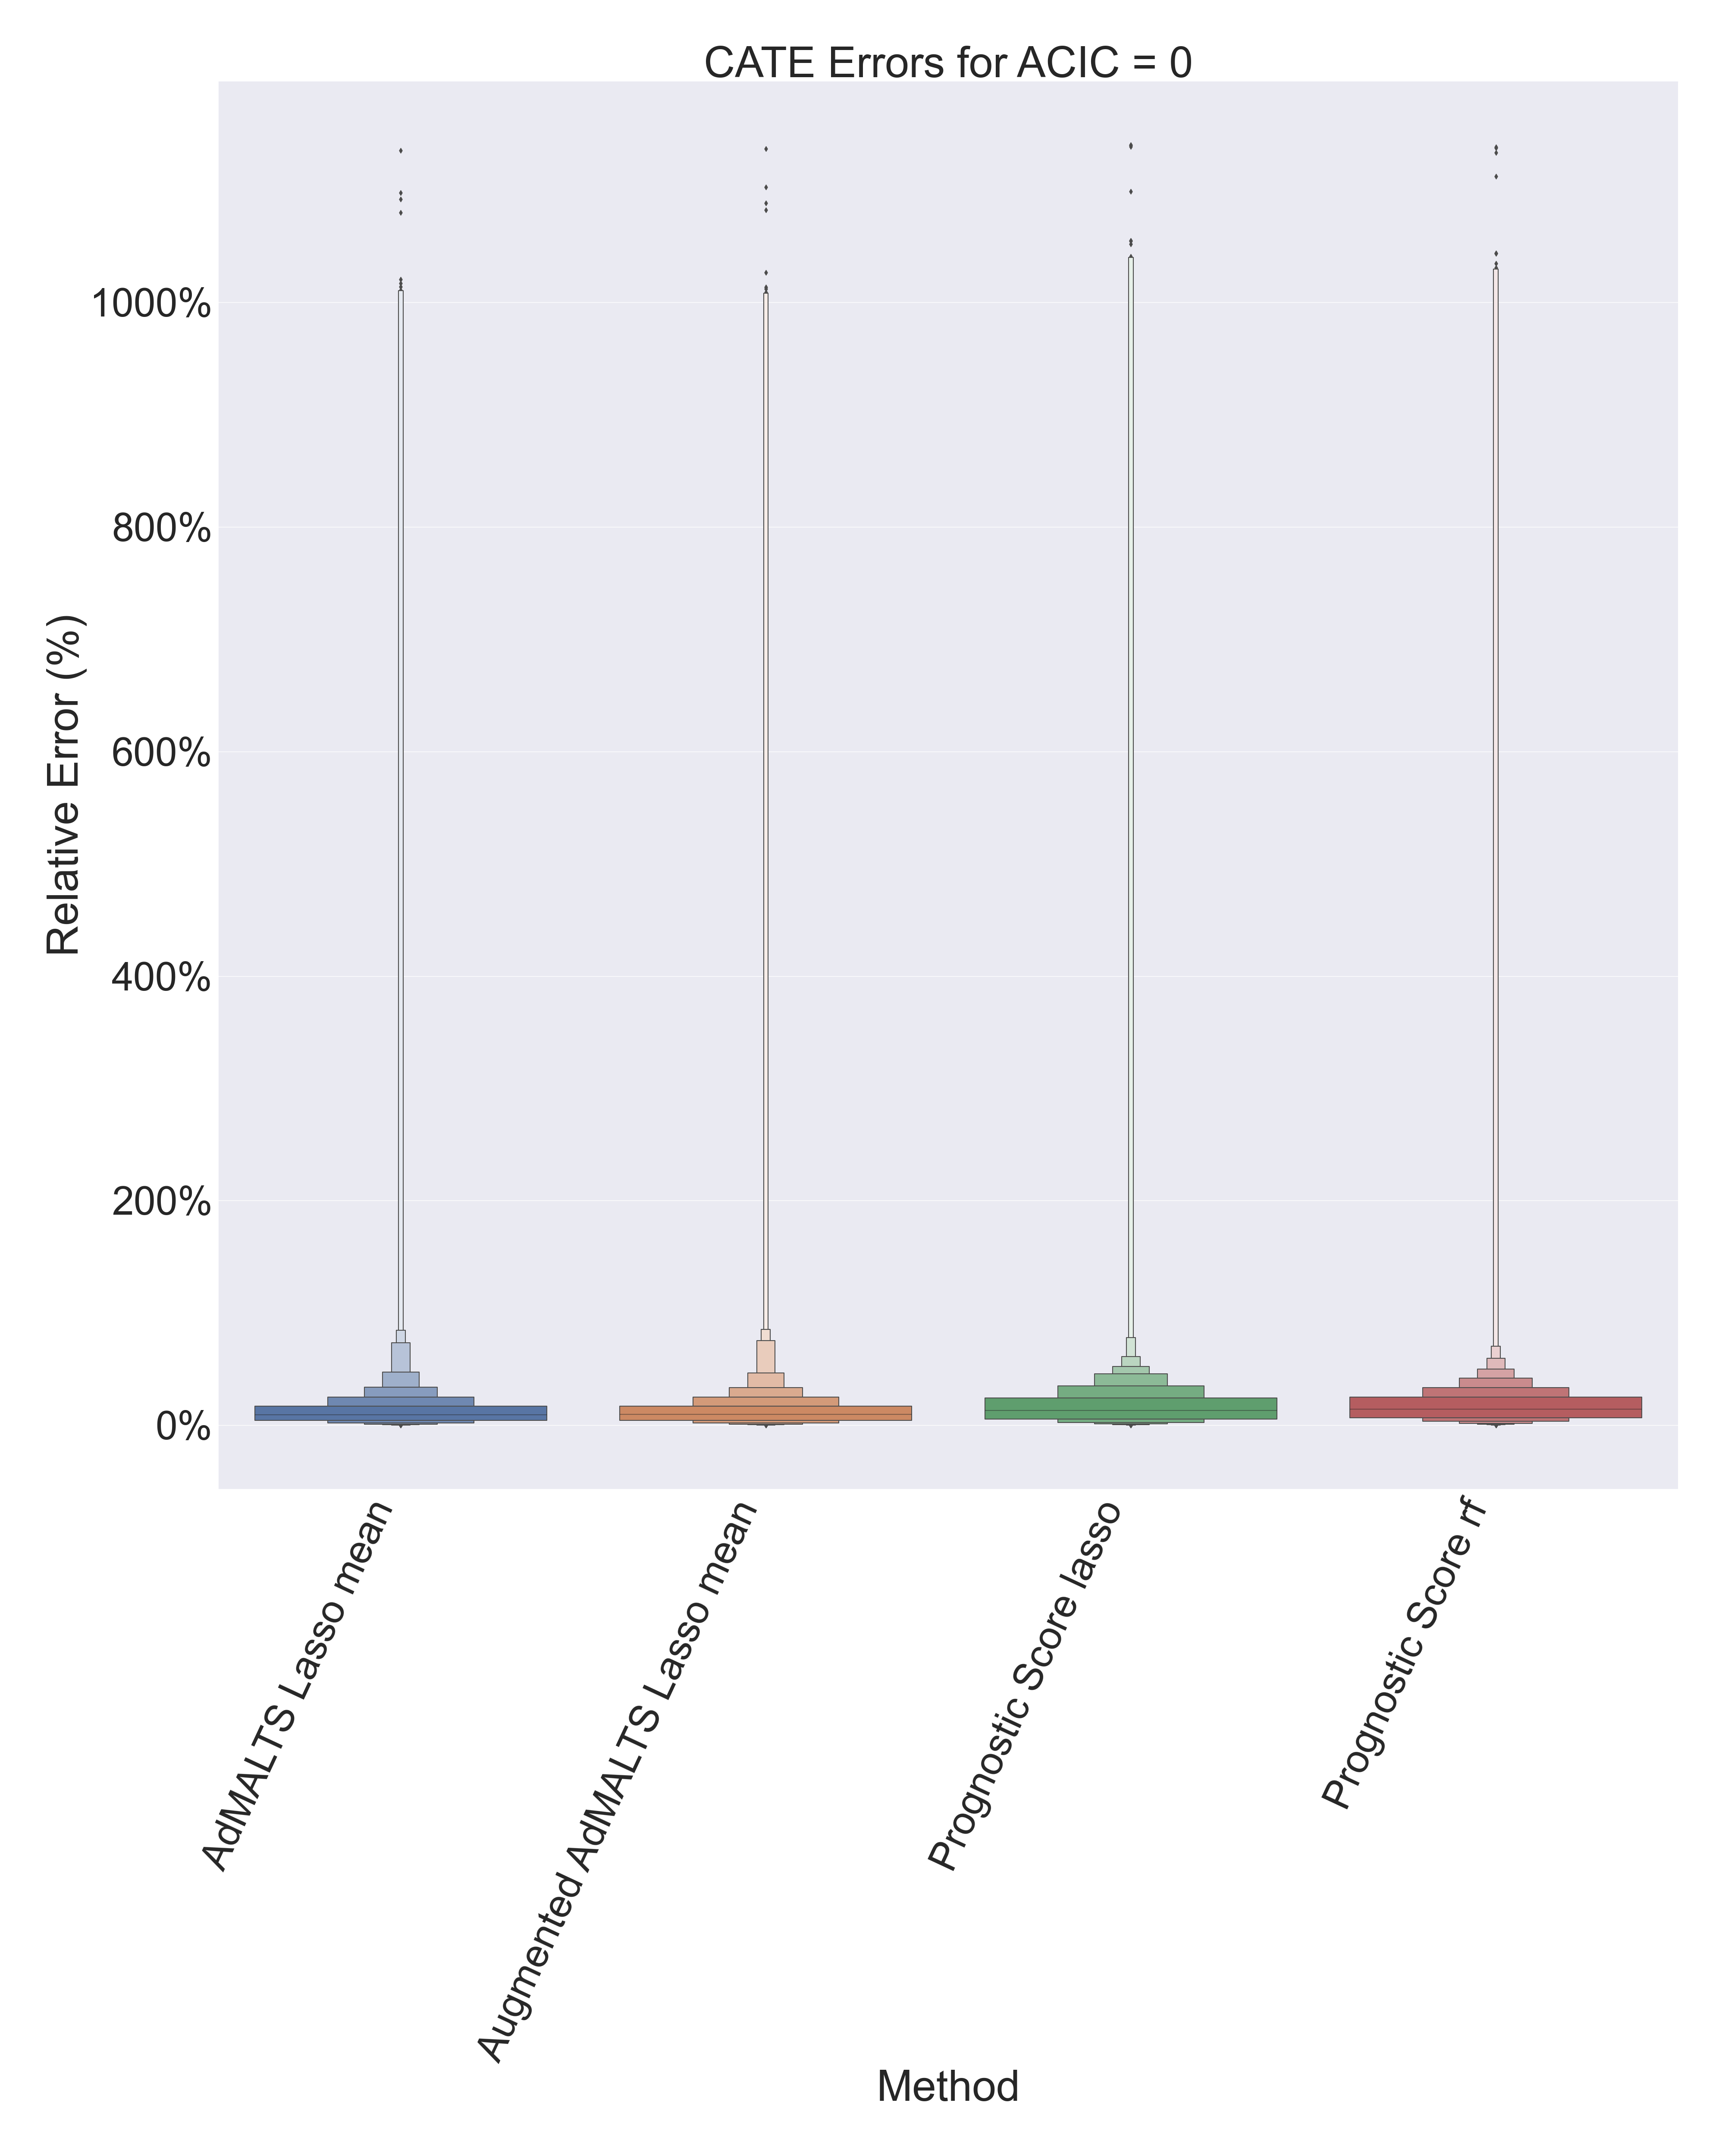 CATE Errors for ACIC = 0
1000%
800%
600%
400%
200%
0%
Relative Error (%)
AdMALTS Lasso mean
Augmented AdMALTS Lasso mean
Prognostic Score lasso
Prognostic Score rf
Method